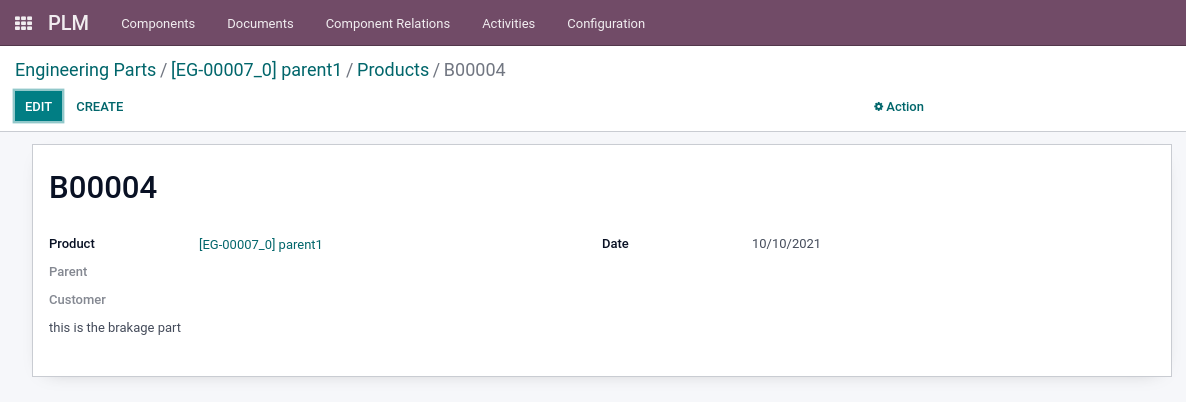 PLM Components Documents Component Relations Activities Configuration
Engineering Parts / [EG-00007_0] parent1 / Products / B00004
EDIT CREATE Action
B00004
Product [EG-00007_0] parent1 Date 10/10/2021
Parent
Customer
this is the brakage part